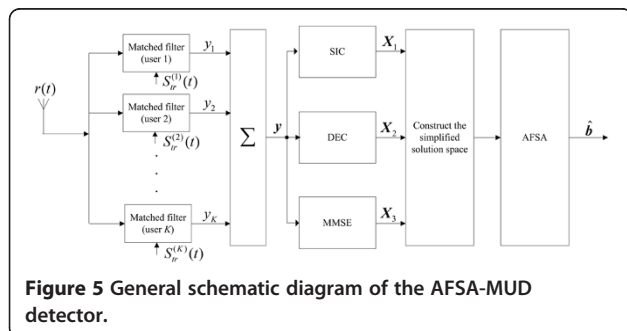 r(t)
Matched filter
(user 1)
y₁
S_tr^(1)(t)
Matched filter
(user 2)
y₂
S_tr^(2)(t)
.
.
.
Matched filter
(user K)
y_K
S_tr^(K)(t)
Σ
y
SIC
X₁
DEC
X₂
MMSE
X₃
Construct the
simplified
solution space
AFSA
b̂
Figure 5 General schematic diagram of the AFSA-MUD
detector.